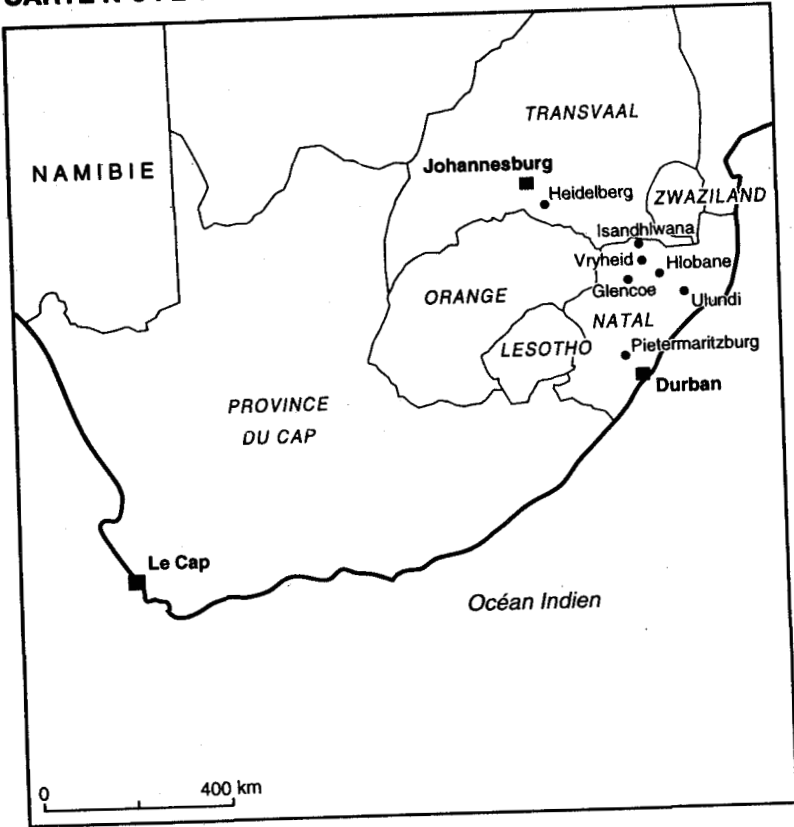 TRANSVAAL
NAMIBIE
Johannesburg
Heidelberg
ZWAZILAND
Isandhlwana
Vryheid
Hlobane
Glencoe
Ulundi
ORANGE
NATAL
LESOTHO
Pietermaritzburg
Durban
PROVINCE
DU CAP
Le Cap
Océan Indien
0
400 km